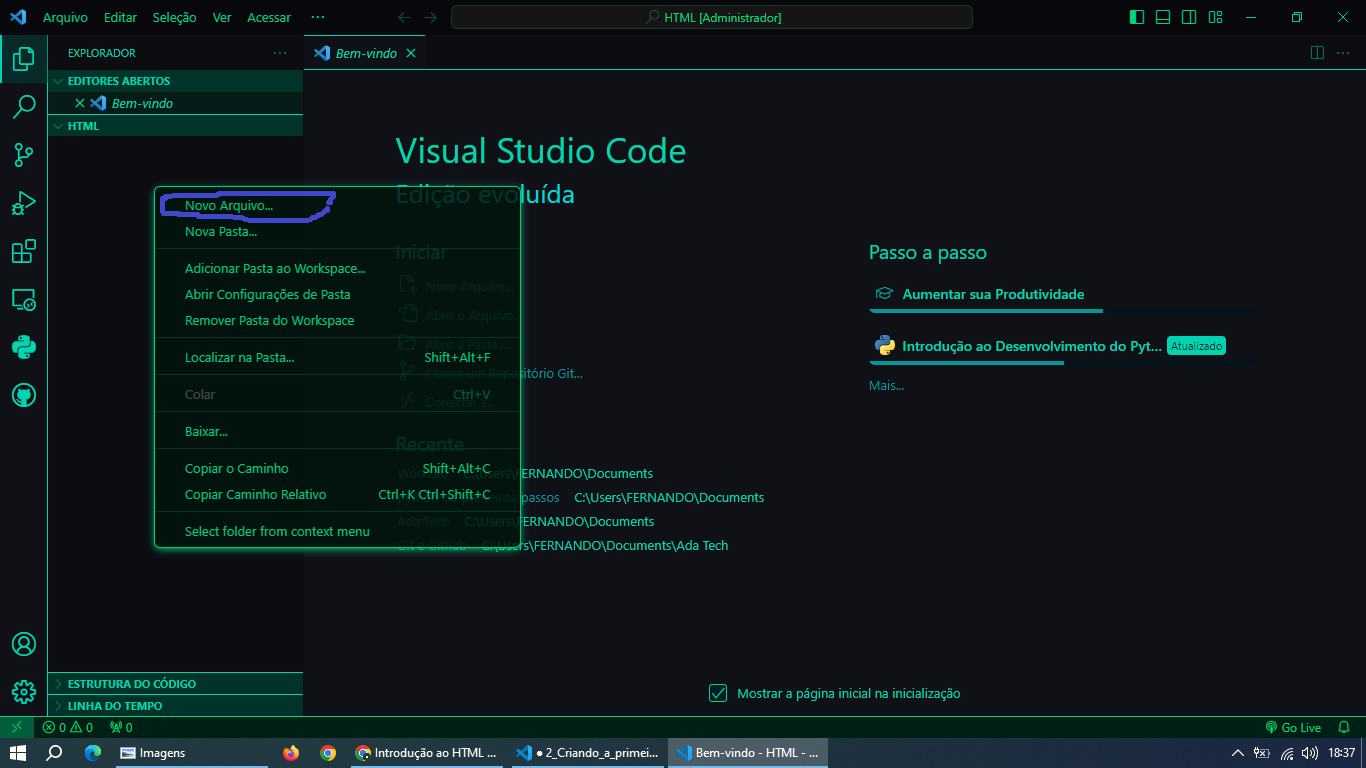 Arquivo Editar Seleção Ver Acessar ···
HTML [Administrador]
EXPLORADOR ···
Bem-vindo
EDITORES ABERTOS
Bem-vindo
HTML
Visual Studio Code
Edição evoluída
Novo Arquivo...
Nova Pasta...
Adicionar Pasta ao Workspace...
Abrir Configurações de Pasta
Remover Pasta do Workspace
Localizar na Pasta... Shift+Alt+F
Colar Ctrl+V
Baixar...
Copiar o Caminho Shift+Alt+C
Copiar Caminho Relativo Ctrl+K Ctrl+Shift+C
Select folder from context menu
Iniciar
Novo Arquivo...
Abrir o Arquivo...
Abrir a Pasta...
Clonar um Repositório Git...
Conectar a...
Recente
C:\Users\FERNANDO\Documents
passos C:\Users\FERNANDO\Documents
Ada Tech C:\Users\FERNANDO\Documents
Git e Github C:\Users\FERNANDO\Documents\Ada Tech
Passo a passo
Aumentar sua Produtividade
Introdução ao Desenvolvimento do Pyt... Atualizado
Mais...
Mostrar a página inicial na inicialização
ESTRUTURA DO CÓDIGO
LINHA DO TEMPO
0 0 0
Go Live
Imagens
Introdução ao HTML ...
● 2_Criando_a_primei...
Bem-vindo - HTML - ...
18:37